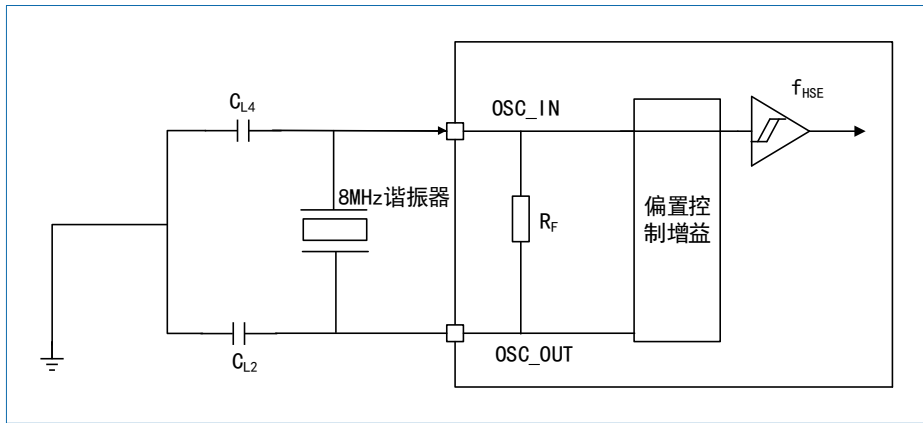 f_HSE
C_L4
OSC_IN
8MHz谐振器
R_F
偏置控
制增益
OSC_OUT
C_L2